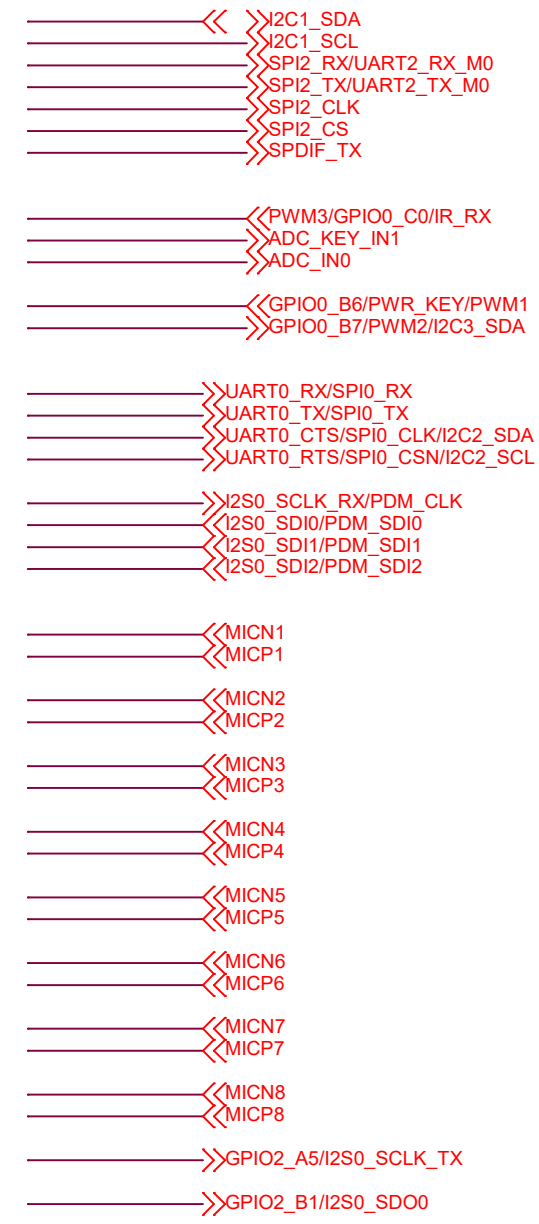 I2C1_SDA
I2C1_SCL
SPI2_RX/UART2_RX_M0
SPI2_TX/UART2_TX_M0
SPI2_CLK
SPI2_CS
SPDIF_TX
PWM3/GPIO0_C0/IR_RX
ADC_KEY_IN1
ADC_IN0
GPIO0_B6/PWR_KEY/PWM1
GPIO0_B7/PWM2/I2C3_SDA
UART0_RX/SPI0_RX
UART0_TX/SPI0_TX
UART0_CTS/SPI0_CLK/I2C2_SDA
UART0_RTS/SPI0_CSN/I2C2_SCL
I2S0_SCLK_RX/PDM_CLK
I2S0_SDI0/PDM_SDI0
I2S0_SDI1/PDM_SDI1
I2S0_SDI2/PDM_SDI2
MICN1
MICP1
MICN2
MICP2
MICN3
MICP3
MICN4
MICP4
MICN5
MICP5
MICN6
MICP6
MICN7
MICP7
MICN8
MICP8
GPIO2_A5/I2S0_SCLK_TX
GPIO2_B1/I2S0_SDO0